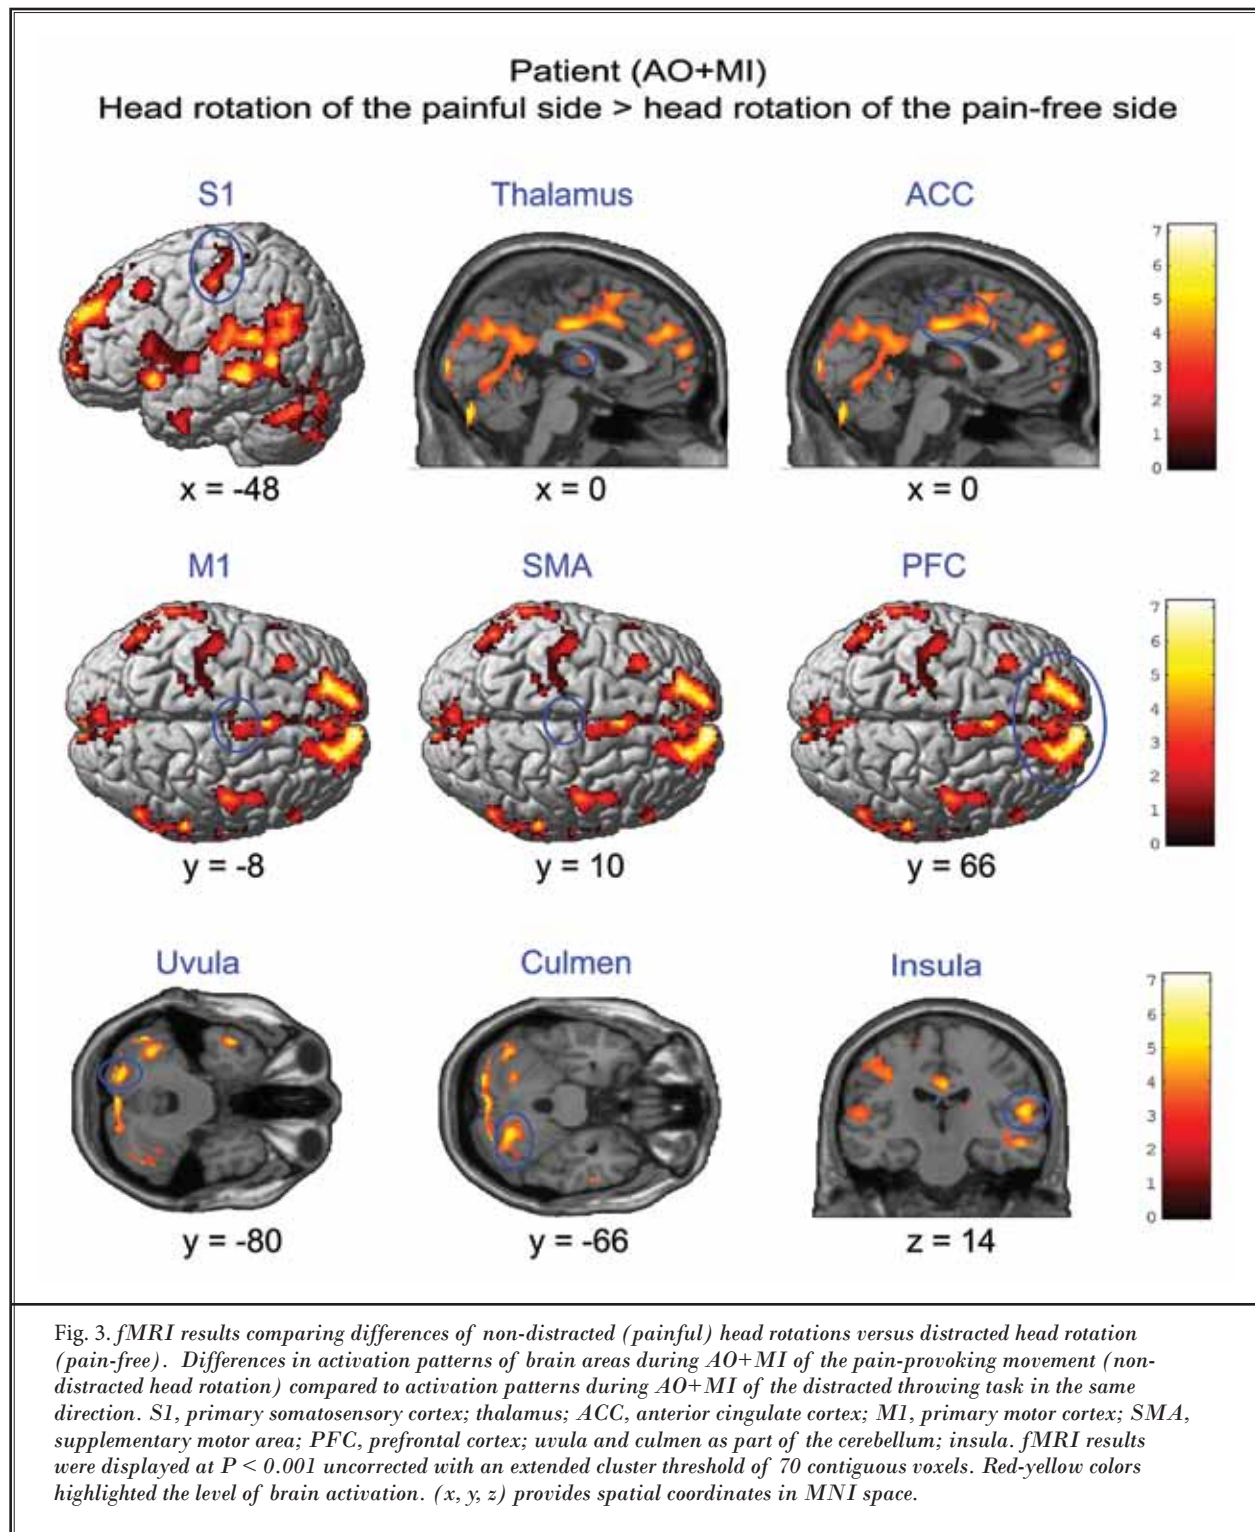 Patient (AO+MI)
Head rotation of the painful side > head rotation of the pain-free side
S1 Thalamus ACC
7
6
5
4
3
2
1
0
x = -48 x = 0 x = 0
M1 SMA PFC
7
6
5
4
3
2
1
0
y = -8 y = 10 y = 66
Uvula Culmen Insula
7
6
5
4
3
2
1
0
y = -80 y = -66 z = 14
Fig. 3. fMRI results comparing differences of non-distracted (painful) head rotations versus distracted head rotation
(pain-free). Differences in activation patterns of brain areas during AO+MI of the pain-provoking movement (non-
distracted head rotation) compared to activation patterns during AO+MI of the distracted throwing task in the same
direction. S1, primary somatosensory cortex; thalamus; ACC, anterior cingulate cortex; M1, primary motor cortex; SMA,
supplementary motor area; PFC, prefrontal cortex; uvula and culmen as part of the cerebellum; insula. fMRI results
were displayed at P < 0.001 uncorrected with an extended cluster threshold of 70 contiguous voxels. Red-yellow colors
highlighted the level of brain activation. (x, y, z) provides spatial coordinates in MNI space.